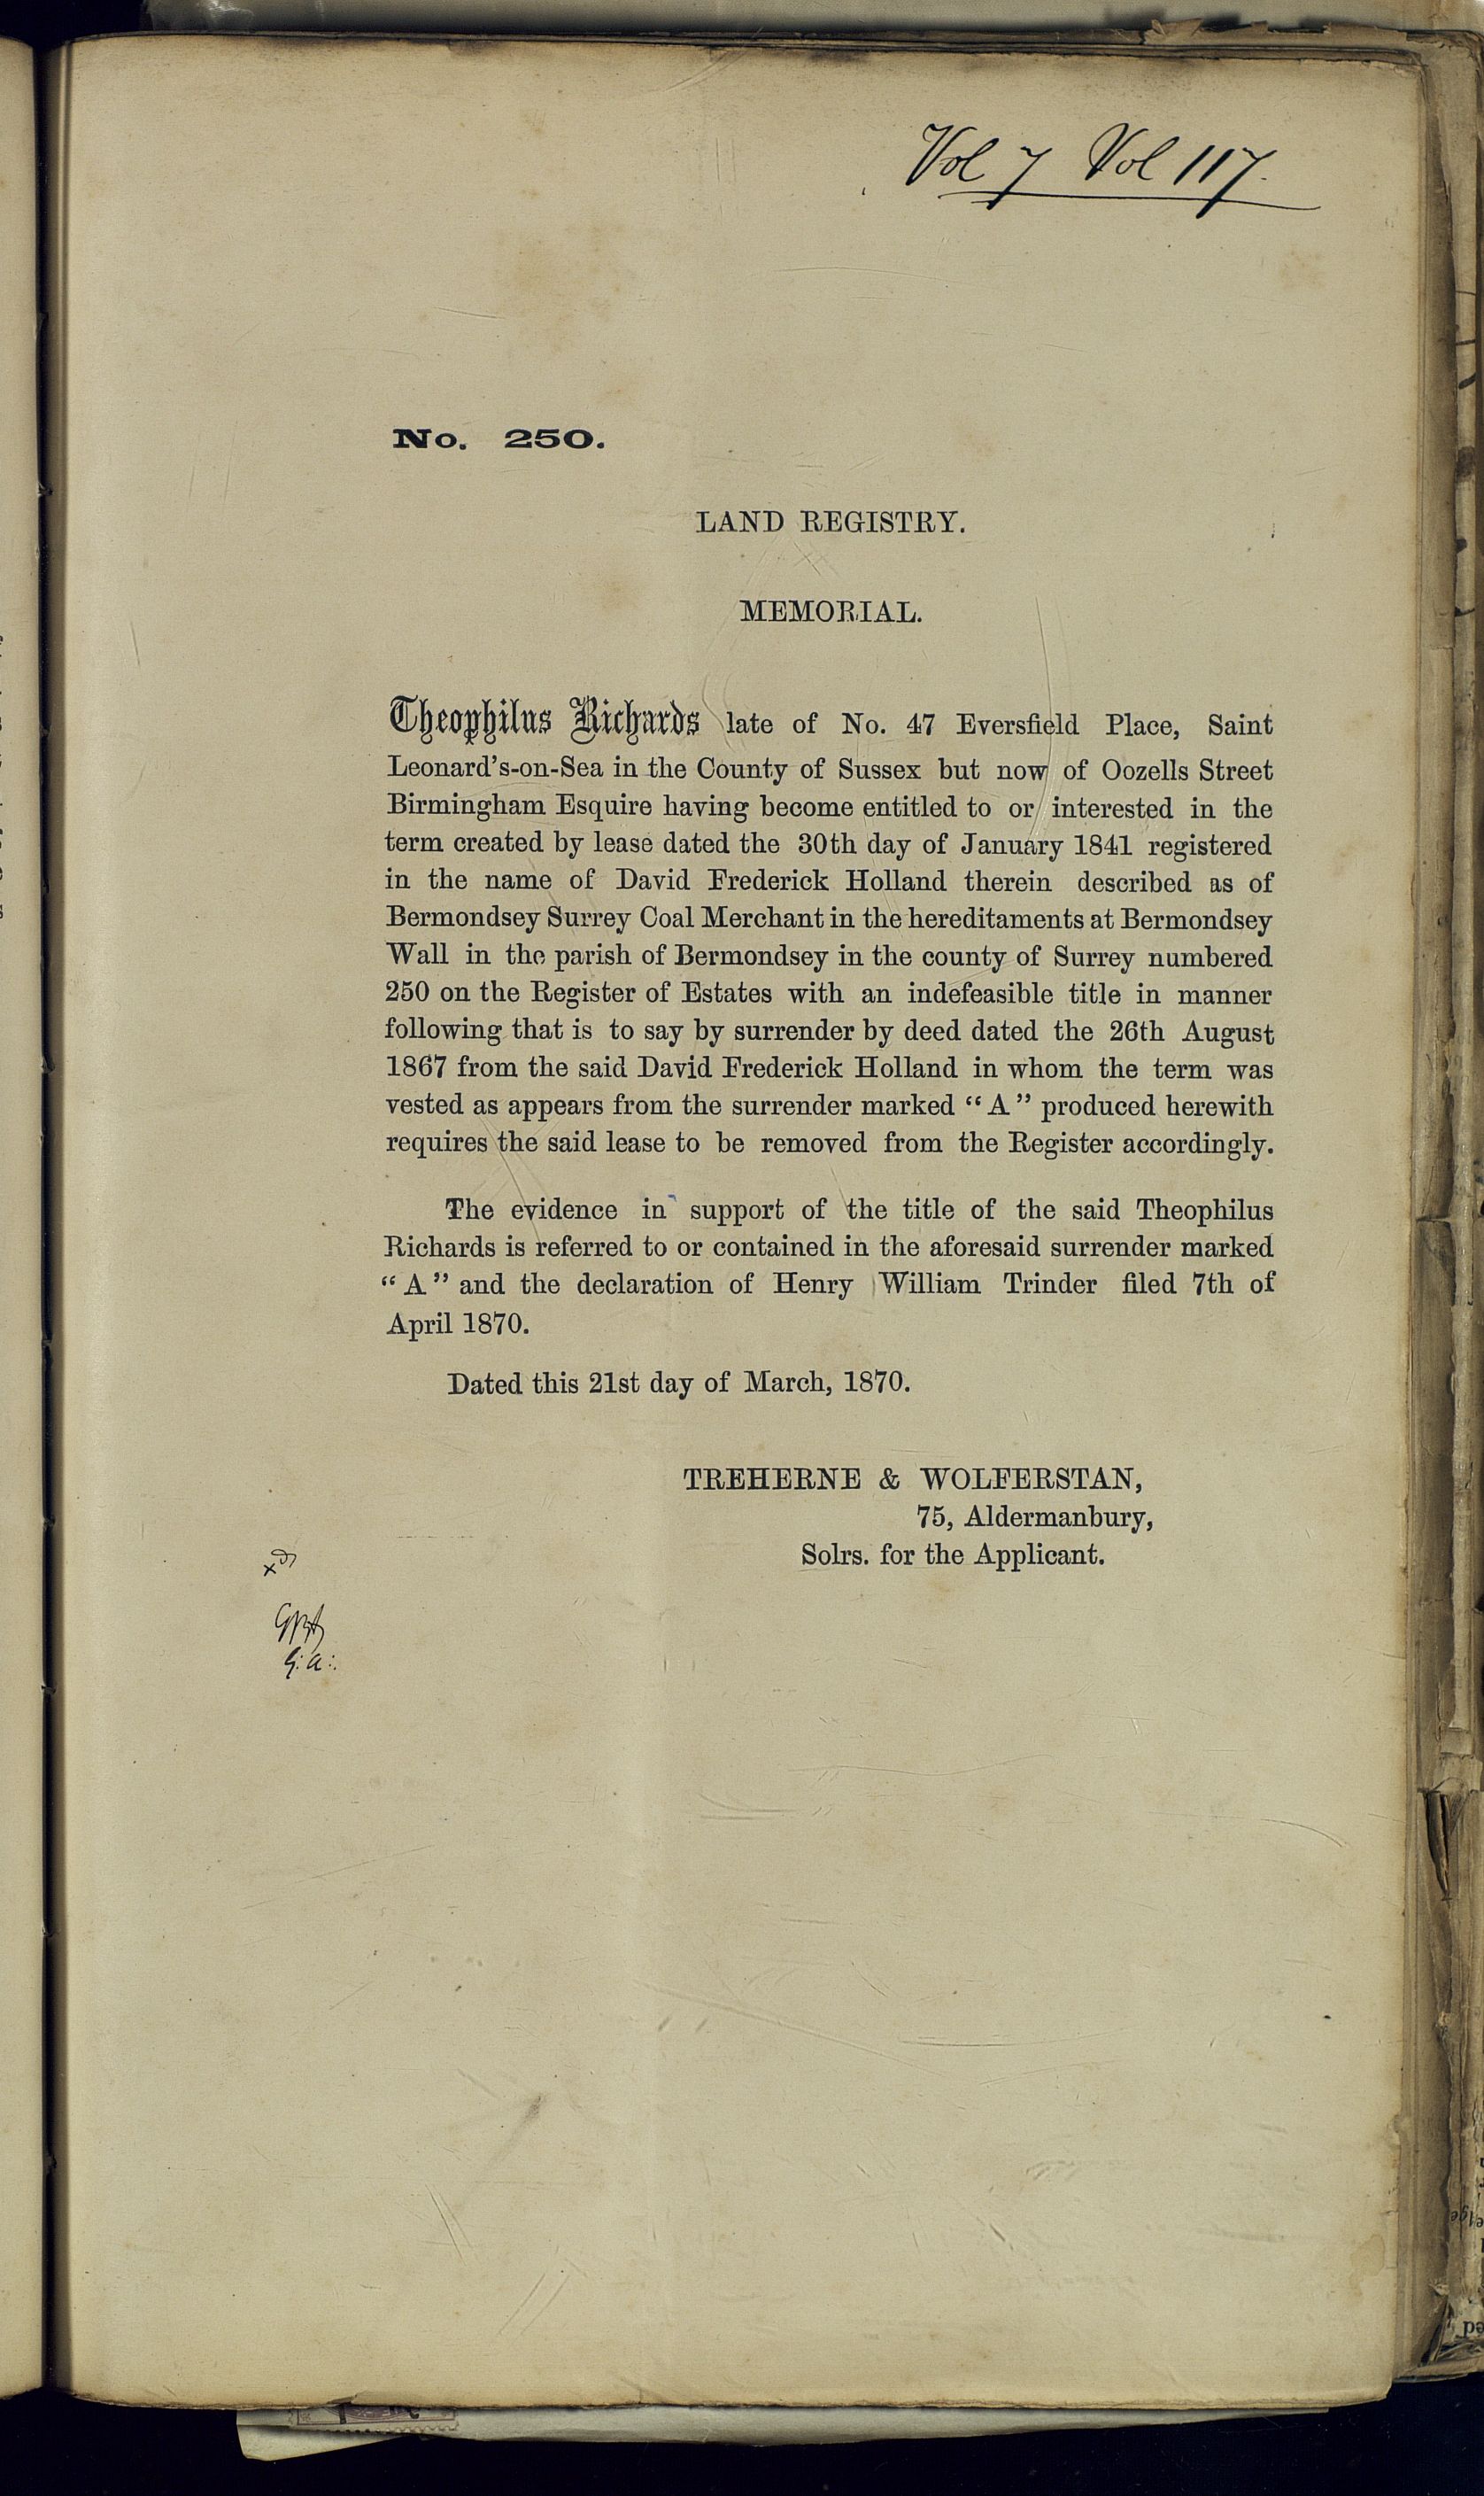 Vol 7 Vol 117.
No. 250.
LAND REGISTRY.
MEMORIAL.
Theophilus Richards late of No. 47 Eversfield Place, Saint
Leonard's-on-Sea in the County of Sussex but now of Oozells Street
Birmingham Esquire having become entitled to or interested in the
term created by lease dated the 30th day of January 1841 registered
in the name of David Frederick Holland therein described as of
Bermondsey Surrey Coal Merchant in the hereditaments at Bermondsey
Wall in the parish of Bermondsey in the county of Surrey numbered
250 on the Register of Estates with an indefeasible title in manner
following that is to say by surrender by deed dated the 26th August
1867 from the said David Frederick Holland in whom the term was
vested as appears from the surrender marked “A” produced herewith
requires the said lease to be removed from the Register accordingly.
The evidence in support of the title of the said Theophilus
Richards is referred to or contained in the aforesaid surrender marked
“A” and the declaration of Henry William Trinder filed 7th of
April 1870.
Dated this 21st day of March, 1870.
TREHERNE & WOLFERSTAN,
75, Aldermanbury,
Solrs. for the Applicant.